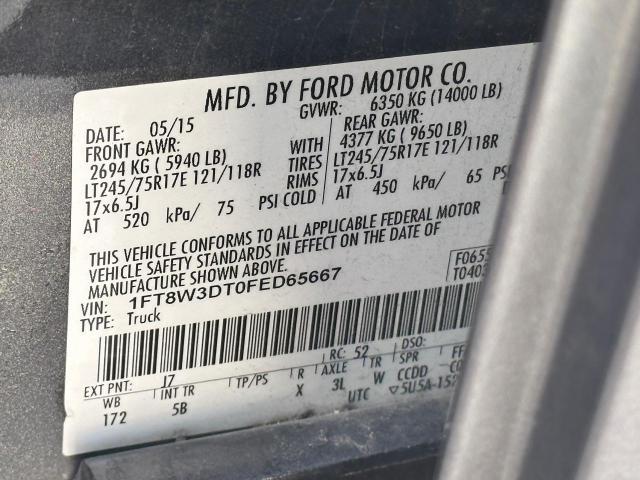 MFD. BY FORD MOTOR CO.
DATE: 05/15 GVWR: 6350 KG (14000 LB)
FRONT GAWR: REAR GAWR:
2694 KG ( 5940 LB) WITH 4377 KG ( 9650 LB)
LT245/75R17E 121/118R TIRES LT245/75R17E 121/118R
17x6.5J RIMS 17x6.5J
AT 520 kPa/ 75 PSI COLD AT 450 kPa/ 65 PS
THIS VEHICLE CONFORMS TO ALL APPLICABLE FEDERAL MOTOR
VEHICLE SAFETY STANDARDS IN EFFECT ON THE DATE OF
MANUFACTURE SHOWN ABOVE.
VIN: 1FT8W3DT0FED65667 F0655
TYPE: Truck T040
EXT PNT: J7 RC: 52 DSO:
WB INT TR TP/PS R AXLE TR SPR
172 5B X 3L W CCDD
UTC ▽5U5A-15